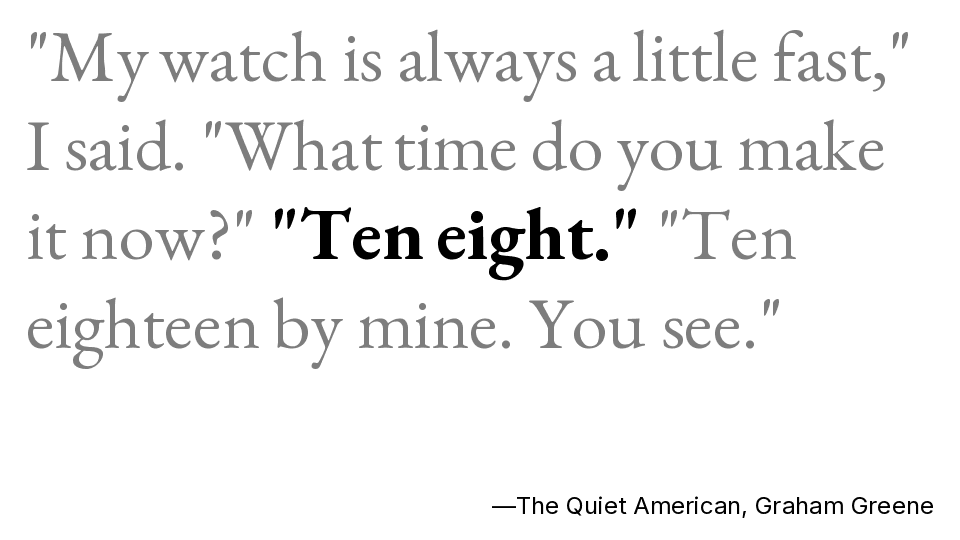 "My watch is always a little fast,"
I said. "What time do you make
it now?" "Ten eight." "Ten
eighteen by mine. You see."
—The Quiet American, Graham Greene